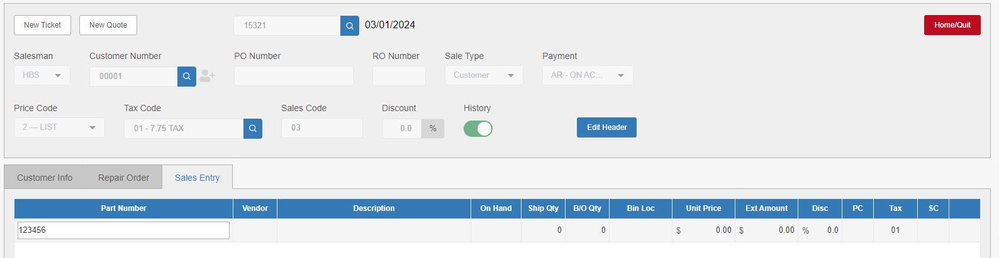 New Ticket New Quote 15321 03/01/2024 Home/Quit
Salesman Customer Number PO Number RO Number Sale Type Payment
HBS 00001 Customer AR - ON AC...
Price Code Tax Code Sales Code Discount History
2 — LIST 01 - 7.75 TAX 03 0.0 % Edit Header
Customer Info Repair Order Sales Entry
Part Number Vendor Description On Hand Ship Qty B/O Qty Bin Loc Unit Price Ext Amount Disc PC Tax SC
123456 0 0 $ 0.00 $ 0.00 % 0.0 01